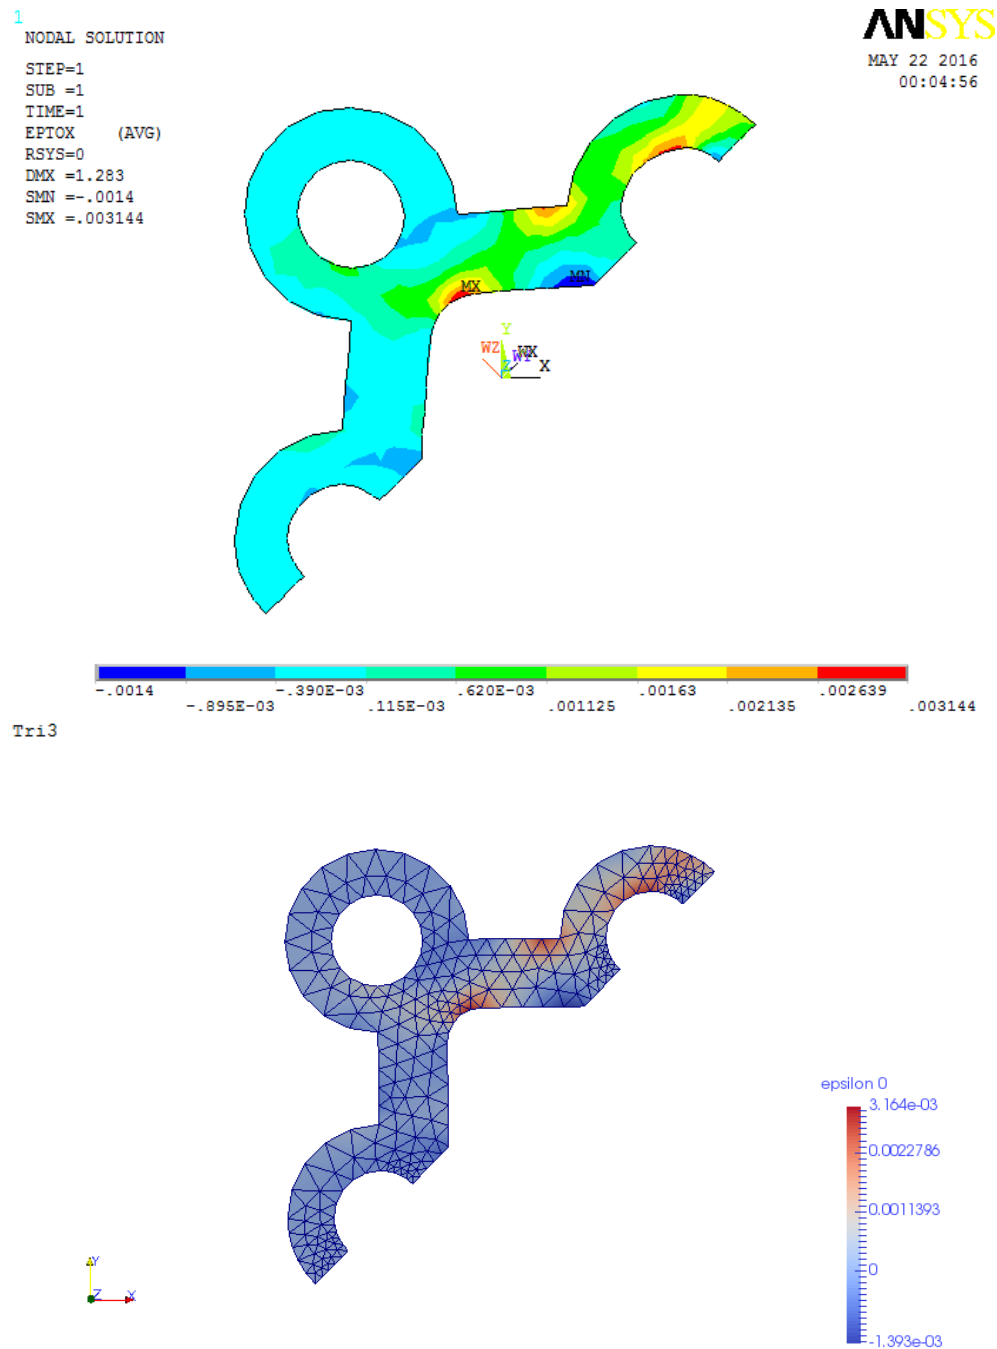 1
NODAL SOLUTION
STEP=1
SUB =1
TIME=1
EPTOX (AVG)
RSYS=0
DMX =1.283
SMN =-.0014
SMX =.003144
ANSYS
MAY 22 2016
00:04:56
MX
MN
Y
WZ
WX
X
Z
-.0014
-.390E-03
.620E-03
.00163
.002639
-.895E-03
.115E-03
.001125
.002135
.003144
Tri3
epsilon 0
3.164e-03
0.0022786
0.0011393
0
-1.393e-03
Y
Z
X